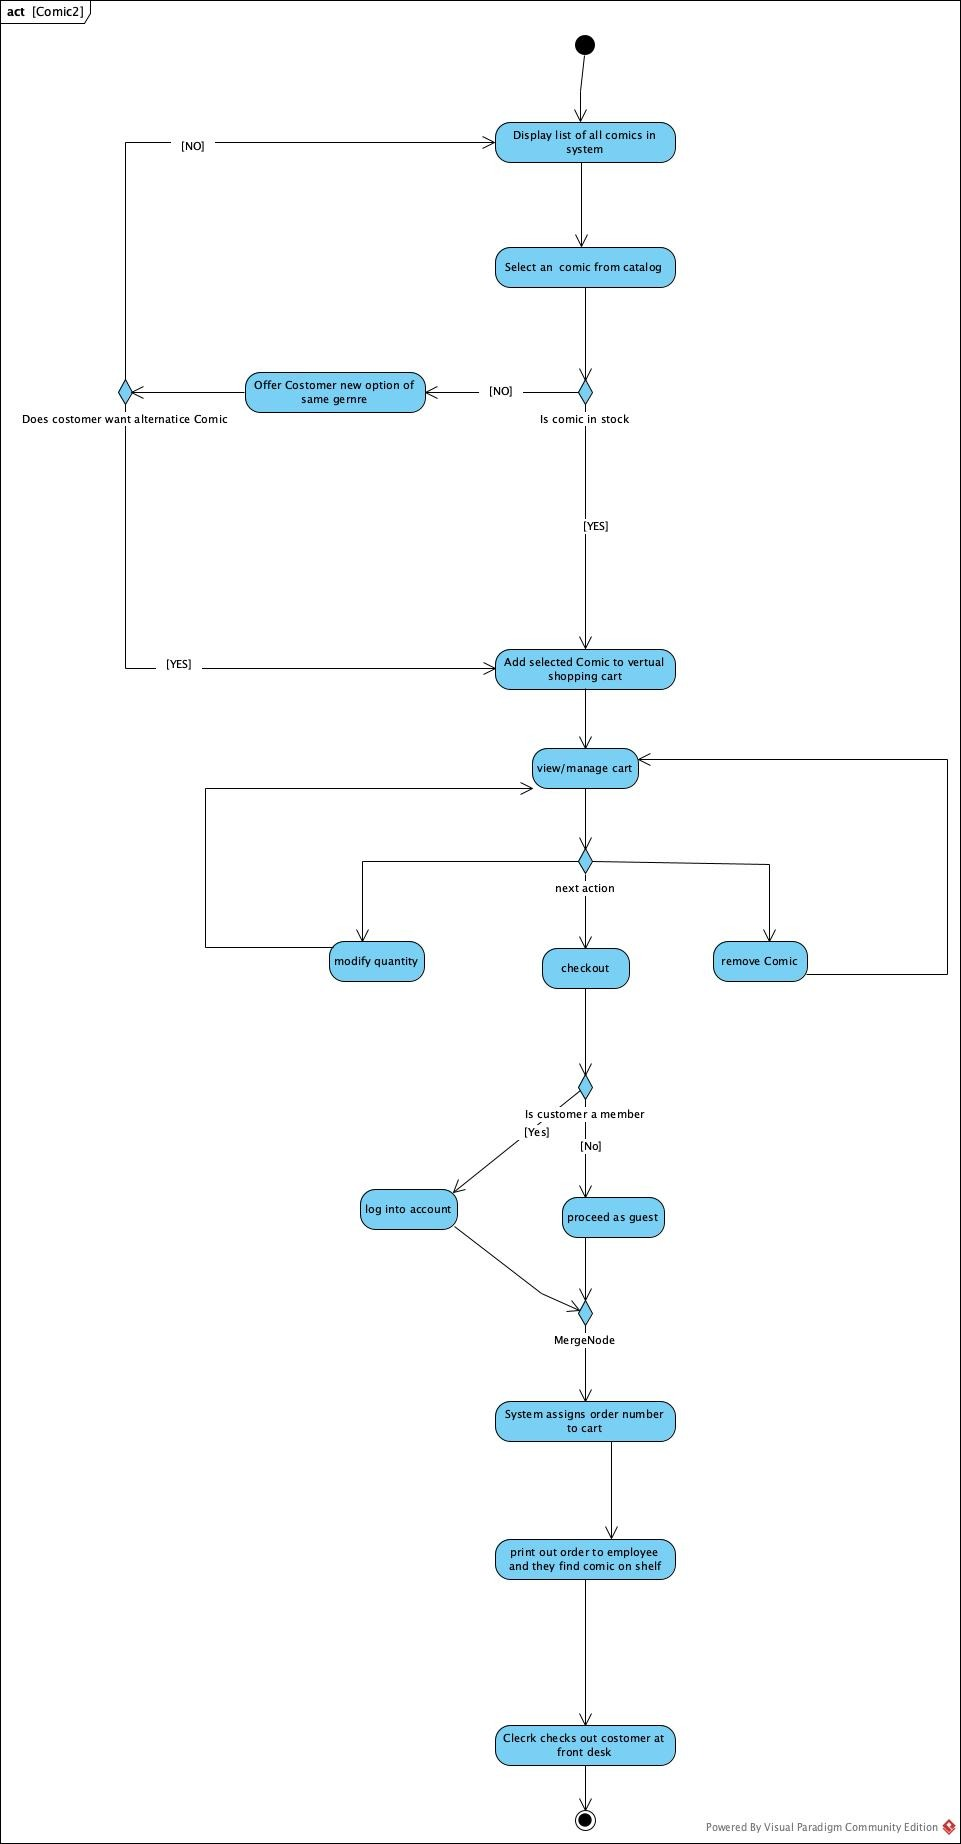 act [Comic2]
Display list of all comics in
system
[NO]
Select an  comic from catalog
Offer Costomer new option of
same gernre
[NO]
Does costomer want alternatice Comic
Is comic in stock
[YES]
[YES]
Add selected Comic to vertual
shopping cart
view/manage cart
next action
modify quantity
checkout
remove Comic
Is customer a member
[Yes]
[No]
log into account
proceed as guest
MergeNode
System assigns order number
to cart
print out order to employee
and they find comic on shelf
Clecrk checks out costomer at
front desk
Powered By Visual Paradigm Community Edition